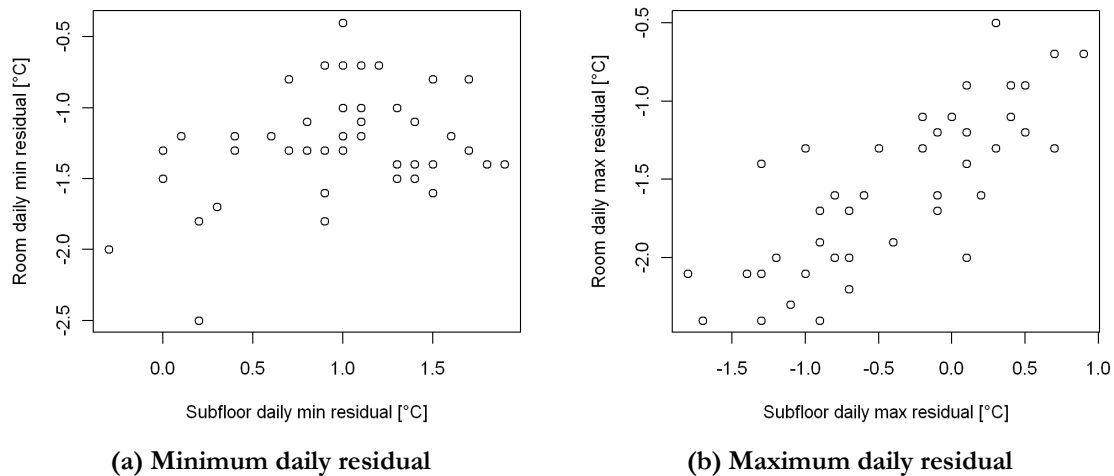 Room daily min residual [°C]
-0.5
-1.0
-1.5
-2.0
-2.5
0.0 0.5 1.0 1.5
Subfloor daily min residual [°C]
(a) Minimum daily residual
Room daily max residual [°C]
-0.5
-1.0
-1.5
-2.0
-1.5 -1.0 -0.5 0.0 0.5 1.0
Subfloor daily max residual [°C]
(b) Maximum daily residual